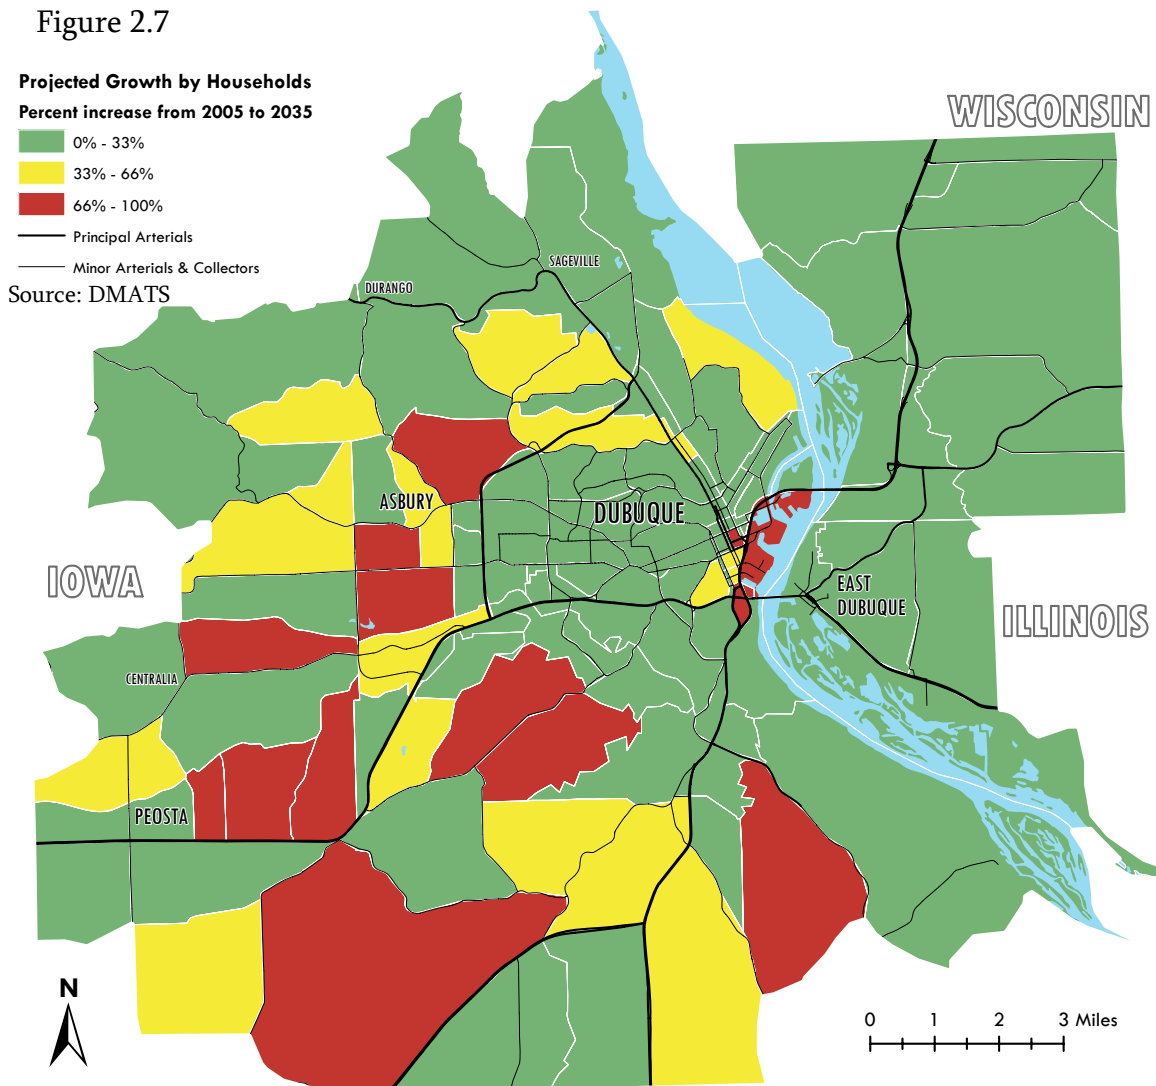 Figure 2.7
Projected Growth by Households
Percent increase from 2005 to 2035
0% - 33%
33% - 66%
66% - 100%
Principal Arterials
Minor Arterials & Collectors
Source: DMATS
WISCONSIN
SAGEVILLE
DURANGO
ASBURY
DUBUQUE
IOWA
EAST
DUBUQUE
ILLINOIS
CENTRALIA
PEOSTA
N
0 1 2 3 Miles